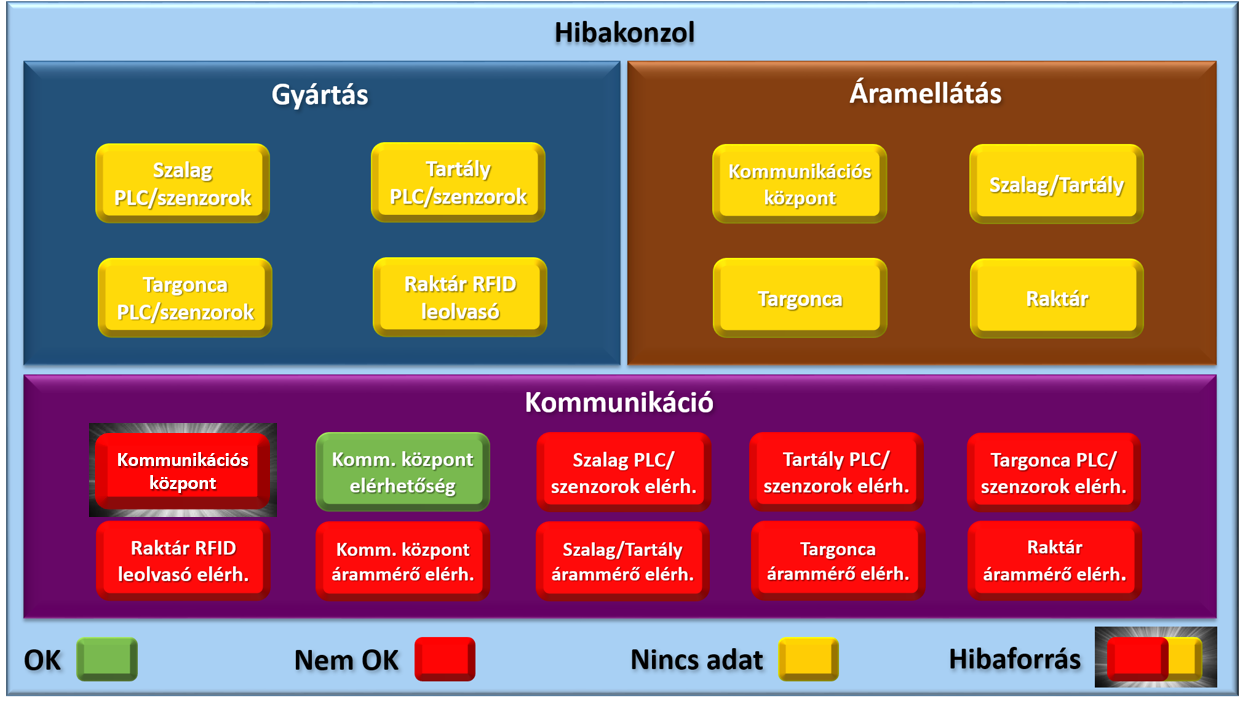 Hibakonzol
Gyártás
Szalag
PLC/szenzorok
Tartály
PLC/szenzorok
Targonca
PLC/szenzorok
Raktár RFID
leolvasó
Áramellátás
Kommunikációs
központ
Szalag/Tartály
Targonca
Raktár
Kommunikáció
Kommunikációs
központ
Komm. központ
elérhetőség
Szalag PLC/
szenzorok elérh.
Tartály PLC/
szenzorok elérh.
Targonca PLC/
szenzorok elérh.
Raktár RFID
leolvasó elérh.
Komm. központ
árammérő elérh.
Szalag/Tartály
árammérő elérh.
Targonca
árammérő elérh.
Raktár
árammérő elérh.
OK
Nem OK
Nincs adat
Hibaforrás